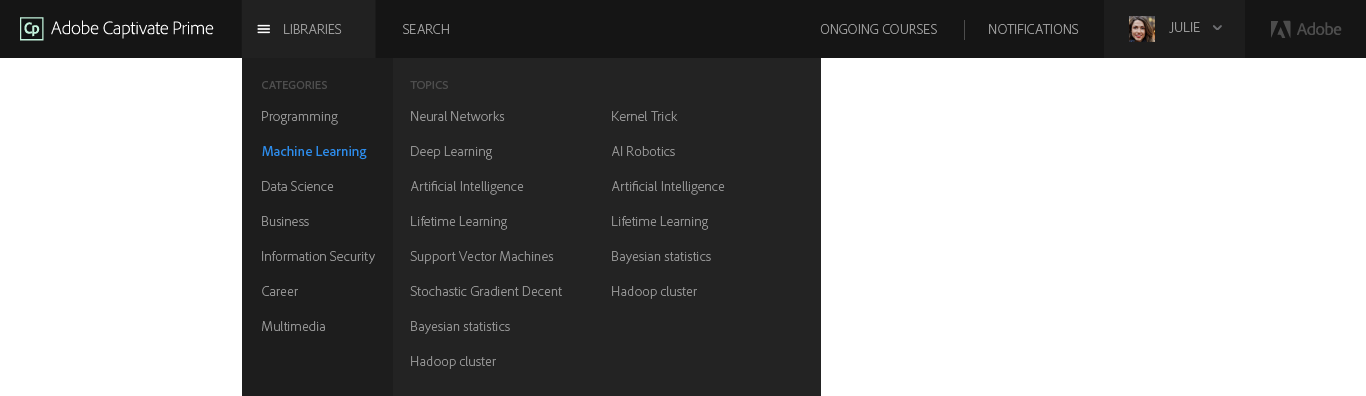 Cp Adobe Captivate Prime
LIBRARIES
SEARCH
ONGOING COURSES
NOTIFICATIONS
JULIE
Adobe
CATEGORIES
Programming
Machine Learning
Data Science
Business
Information Security
Career
Multimedia
TOPICS
Neural Networks
Deep Learning
Artificial Intelligence
Lifetime Learning
Support Vector Machines
Stochastic Gradient Decent
Bayesian statistics
Hadoop cluster
Kernel Trick
AI Robotics
Artificial Intelligence
Lifetime Learning
Bayesian statistics
Hadoop cluster